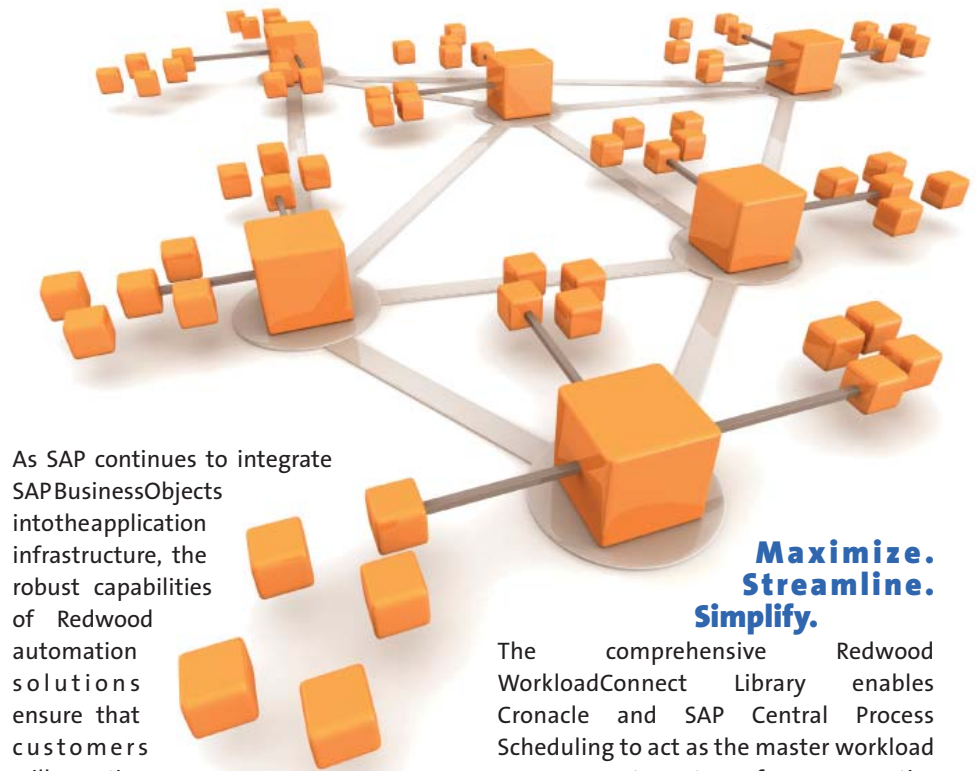 As SAP continues to integrate
SAPBusinessObjects
intotheapplication
infrastructure, the
robust capabilities
of Redwood
automation
solutions
ensure that
customers
Maximize.
Streamline.
Simplify.
The comprehensive Redwood
WorkloadConnect Library enables
Cronacle and SAP Central Process
Scheduling to act as the master workload